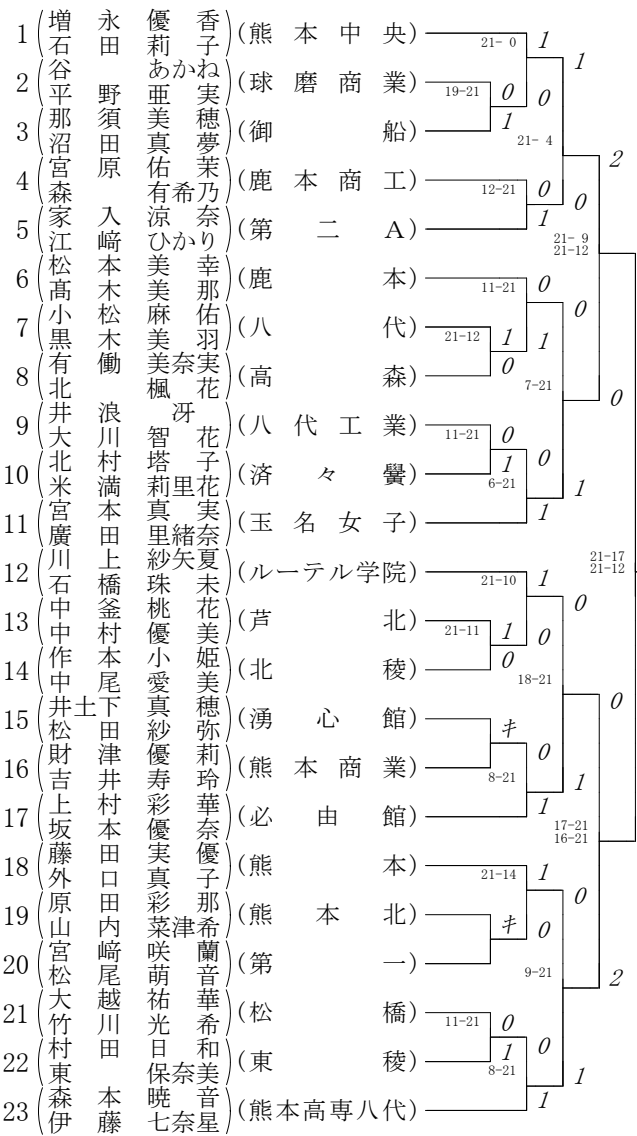 1 (増永優香 石田莉子) (熊本中央)
2 (谷あかね 平野亜実) (球磨商業)
3 (那須美穂 沼田真夢) (御船)
4 (宮原佑茉 森有希乃) (鹿本商工)
5 (家入涼奈 江﨑ひかり) (第二A)
6 (松本美幸 髙木美那) (鹿本)
7 (小松麻佑 黒木美羽) (八代)
8 (有働美奈実 北楓花) (高森)
9 (井浪冴 大川智花) (八代工業)
10 (北村塔子 米満莉里花) (済々黌)
11 (宮本真実 廣田里緒奈) (玉名女子)
12 (川上紗矢夏 石橋珠未) (ルーテル学院)
13 (中釜桃花 中村優美) (芦北)
14 (作本小姫 中尾愛美) (北稜)
15 (井土下真穂 松田紗弥) (湧心館)
16 (財津優莉 吉井寿玲) (熊本商業)
17 (上村彩華 坂本優奈) (必由館)
18 (藤田実優 外口真子) (熊本)
19 (原田彩那 山内菜津希) (熊本北)
20 (宮﨑咲蘭 松尾萌音) (第一)
21 (大越祐華 竹川光希) (松橋)
22 (村田日和 東保奈美) (東稜)
23 (森本暁音 伊藤七奈星) (熊本高専八代)
21-0 1 0
19-21 0 1
21-4 1 0
12-21 0 1
21-9 21-12 2 0
11-21 0 1
21-12 1 0
7-21 0 1
11-21 0 1
6-21 0 1
21-17 21-12
21-10 1 0
21-11 1 0
18-21 0 1
キ
8-21 0 1
17-21 16-21 0 2
21-14 1 0
キ
9-21 0 1
11-21 0 1
8-21 0 1